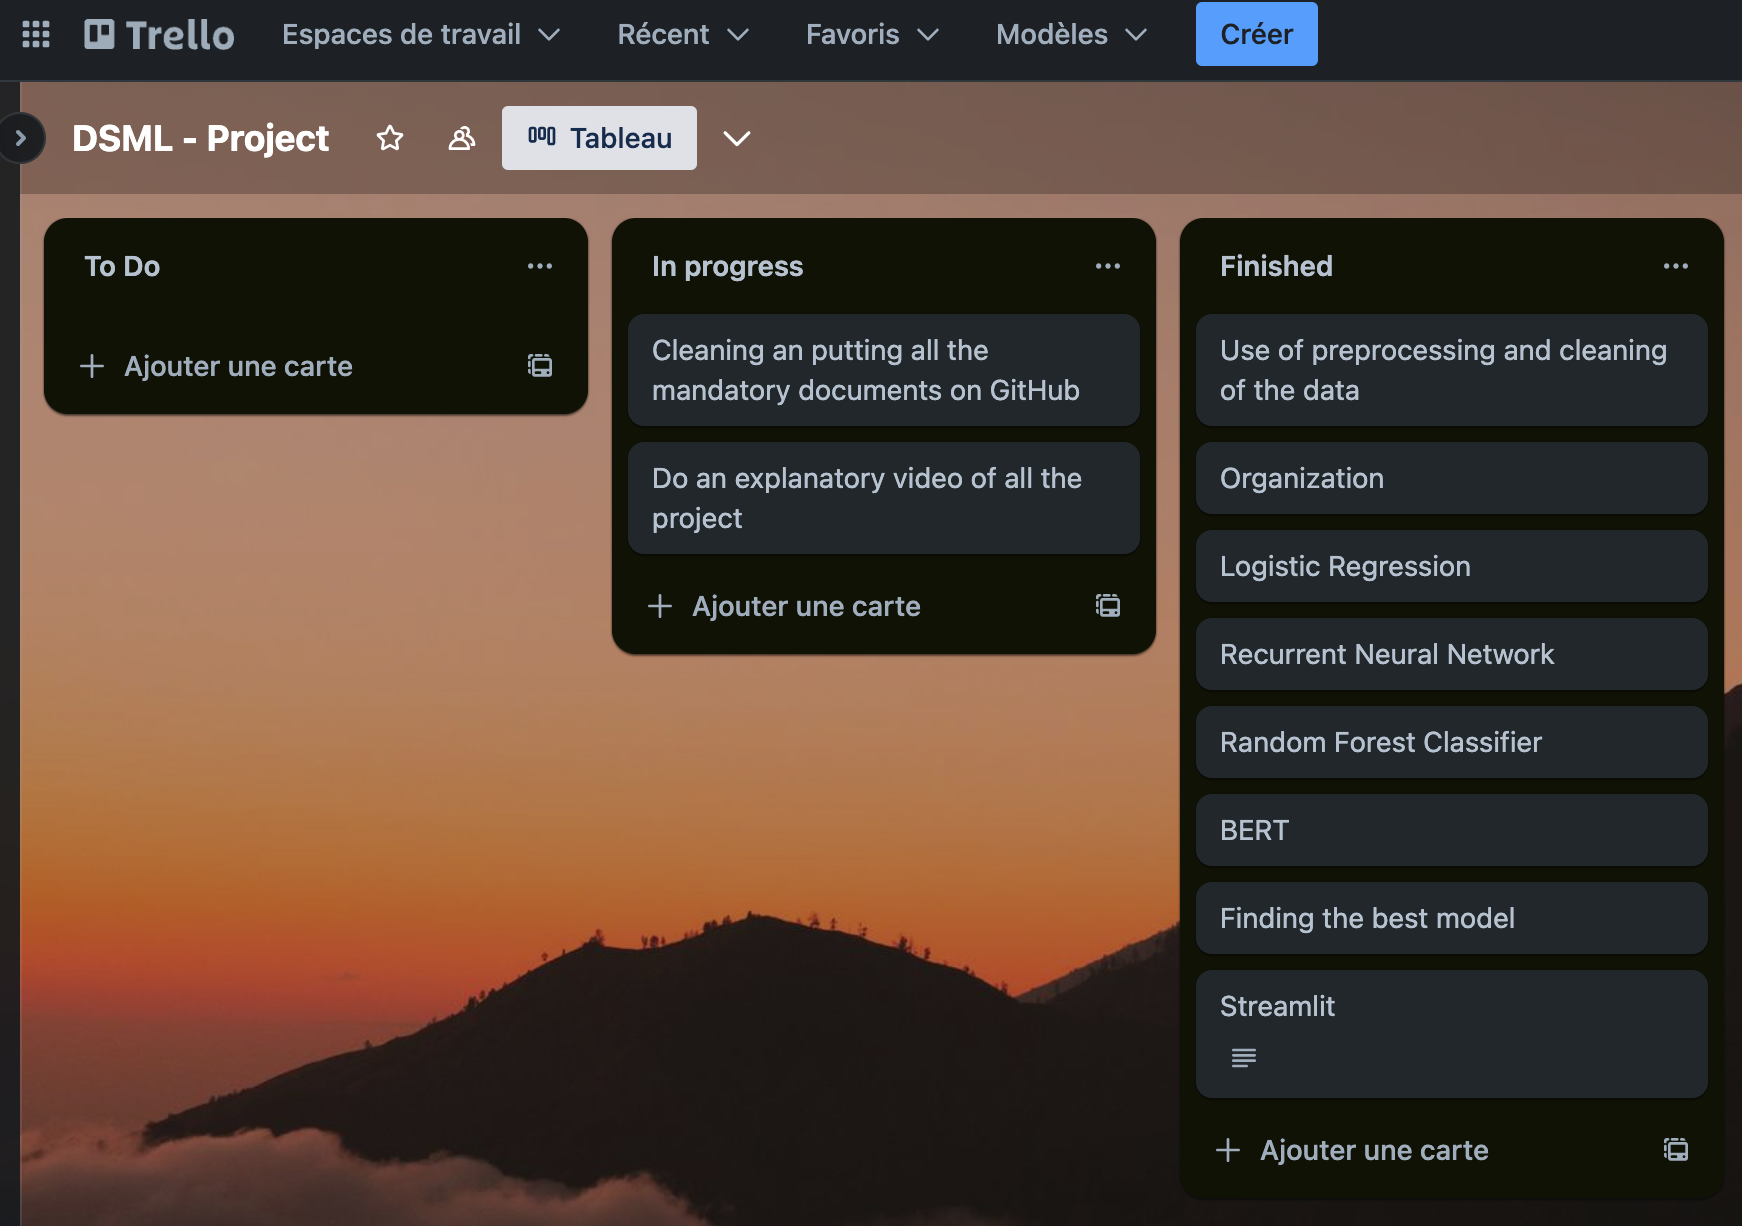 Trello
Espaces de travail
Récent
Favoris
Modèles
Créer
DSML - Project
Tableau
To Do
Ajouter une carte
In progress
Cleaning an putting all the
mandatory documents on GitHub
Do an explanatory video of all the
project
Ajouter une carte
Finished
Use of preprocessing and cleaning
of the data
Organization
Logistic Regression
Recurrent Neural Network
Random Forest Classifier
BERT
Finding the best model
Streamlit
Ajouter une carte